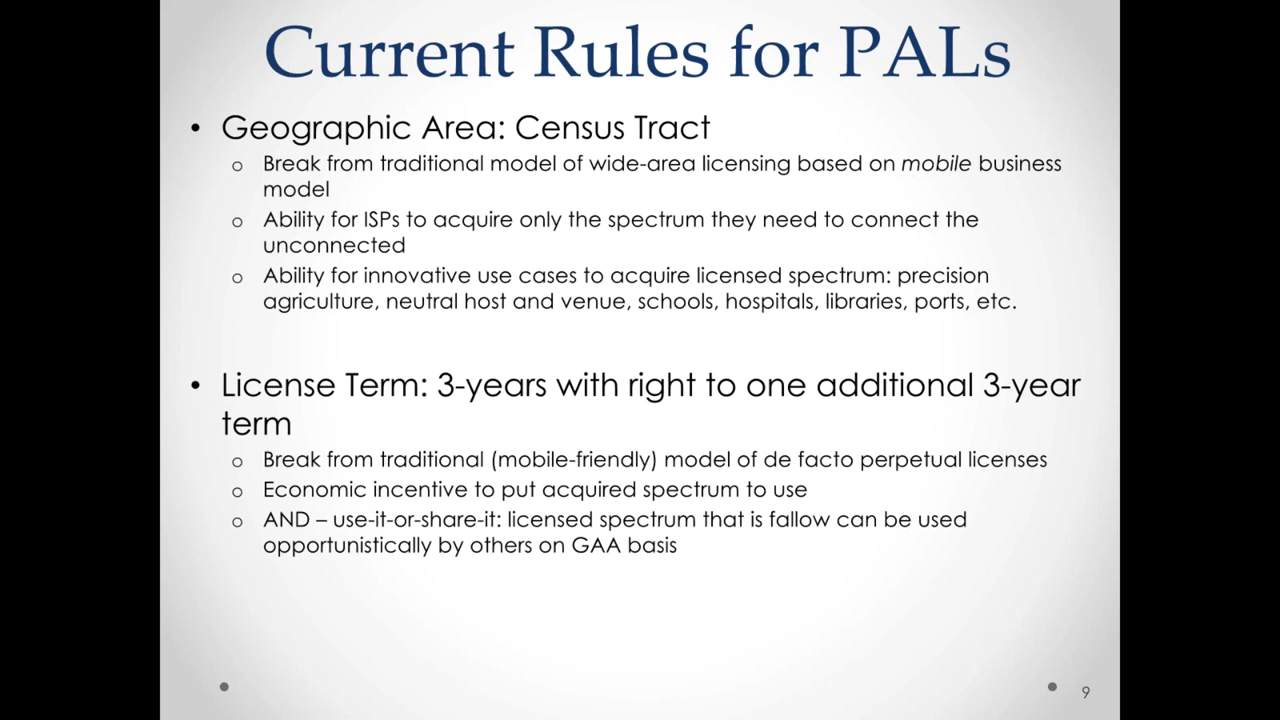 Current Rules for PALs
• Geographic Area: Census Tract
o Break from traditional model of wide-area licensing based on mobile business
model
o Ability for ISPs to acquire only the spectrum they need to connect the
unconnected
o Ability for innovative use cases to acquire licensed spectrum: precision
agriculture, neutral host and venue, schools, hospitals, libraries, ports, etc.
• License Term: 3-years with right to one additional 3-year
term
o Break from traditional (mobile-friendly) model of de facto perpetual licenses
o Economic incentive to put acquired spectrum to use
o AND – use-it-or-share-it: licensed spectrum that is fallow can be used
opportunistically by others on GAA basis
9